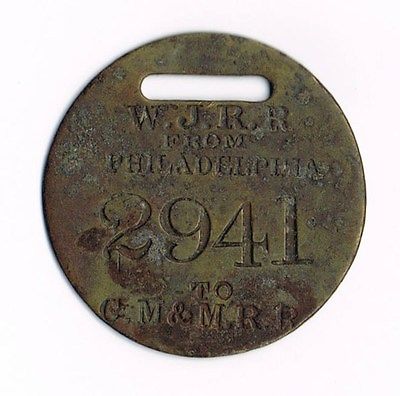 W.J.R.R
FROM
PHILADELPHIA
2941
TO
C. M & M.R.R.